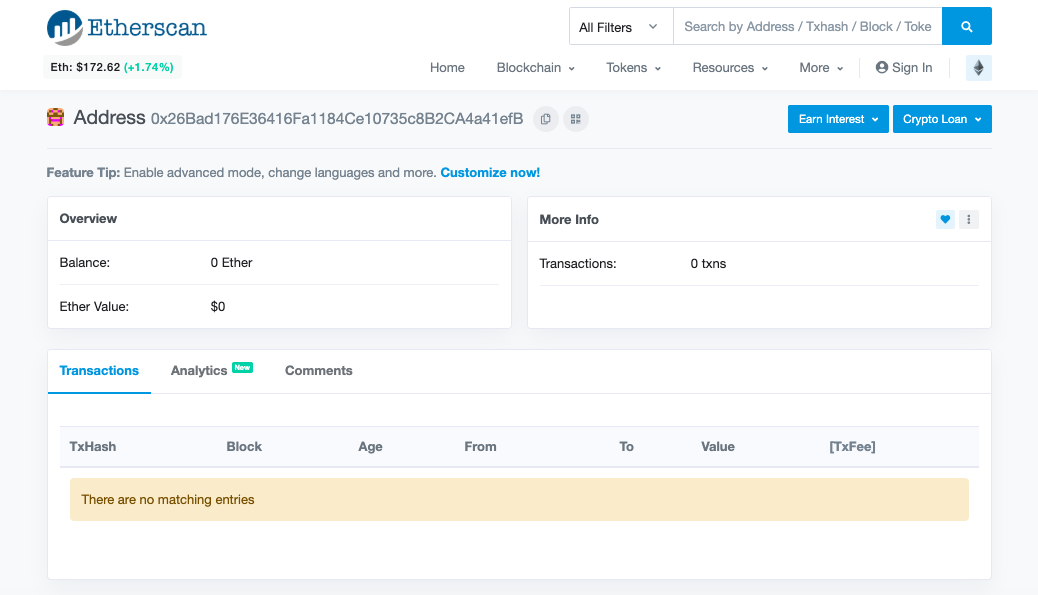 Etherscan
All Filters
Search by Address / Txhash / Block / Toke
Eth: $172.62 (+1.74%)
Home Blockchain Tokens Resources More Sign In
Address 0x26Bad176E36416Fa1184Ce10735c8B2CA4a41efB
Earn Interest Crypto Loan
Feature Tip: Enable advanced mode, change languages and more. Customize now!
Overview
Balance: 0 Ether
Ether Value: $0
More Info
Transactions: 0 txns
Transactions Analytics New Comments
TxHash Block Age From To Value [TxFee]
There are no matching entries